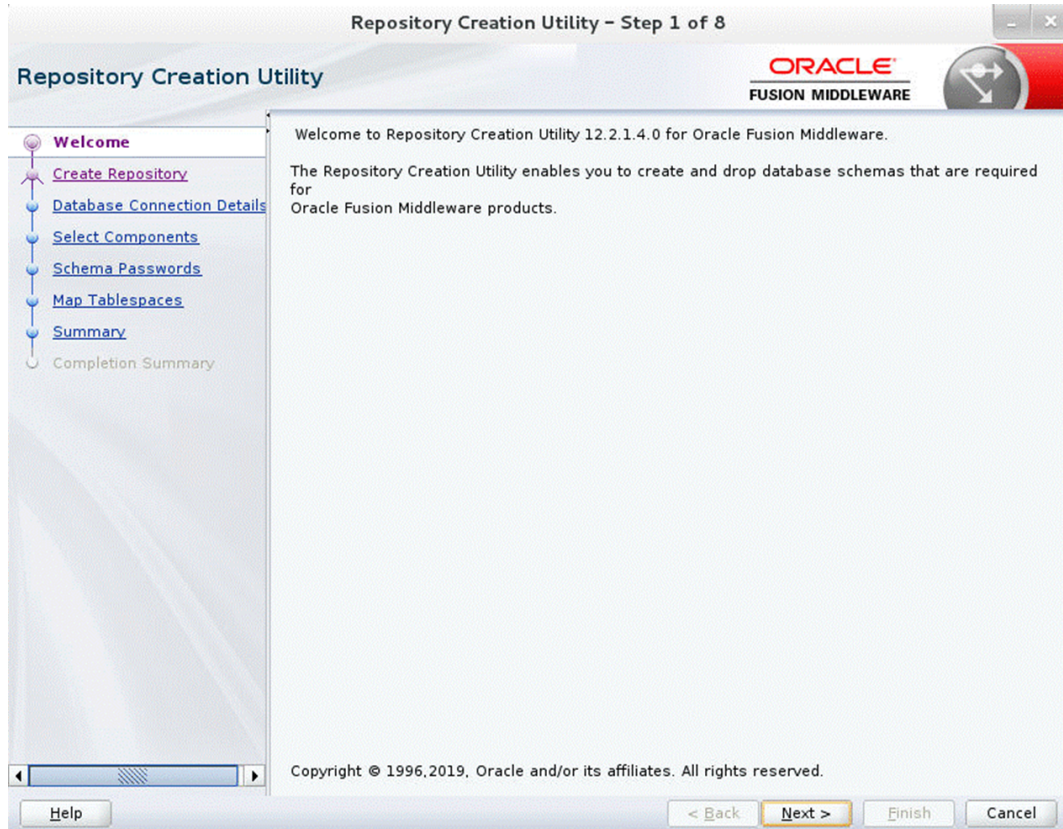 Repository Creation Utility – Step 1 of 8
Repository Creation Utility
ORACLE
FUSION MIDDLEWARE
Welcome
Create Repository
Database Connection Details
Select Components
Schema Passwords
Map Tablespaces
Summary
Completion Summary
Welcome to Repository Creation Utility 12.2.1.4.0 for Oracle Fusion Middleware.
The Repository Creation Utility enables you to create and drop database schemas that are required
for
Oracle Fusion Middleware products.
Copyright © 1996,2019, Oracle and/or its affiliates. All rights reserved.
Help
< Back
Next >
Finish
Cancel